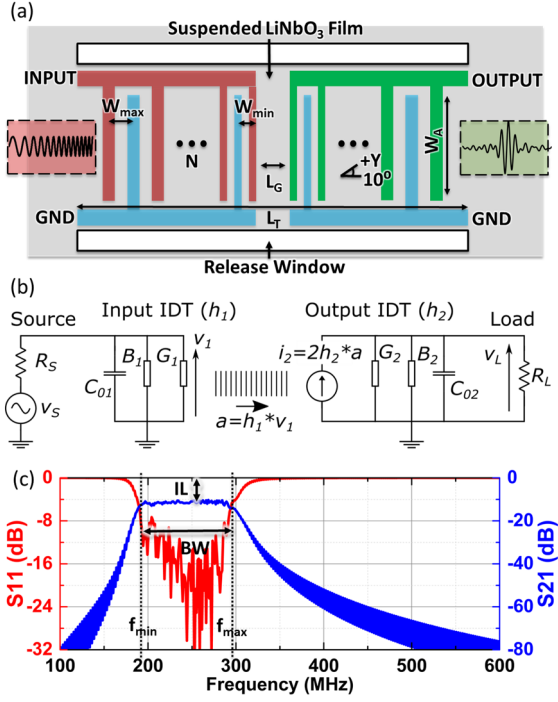 (a)
Suspended LiNbO3 Film
INPUT
OUTPUT
Wmax
Wmin
WA
N
LG
+Y
10º
GND
LT
GND
Release Window
(b)
Input IDT (h1)
Output IDT (h2)
Source
Load
RS
vS
C01
B1
G1
v1
a=h1*v1
i2=2h2*a
G2
B2
C02
vL
RL
(c)
0
-8
-16
-24
-32
S11 (dB)
IL
BW
fmin
fmax
0
-20
-40
-60
-80
S21 (dB)
100 200 300 400 500 600
Frequency (MHz)